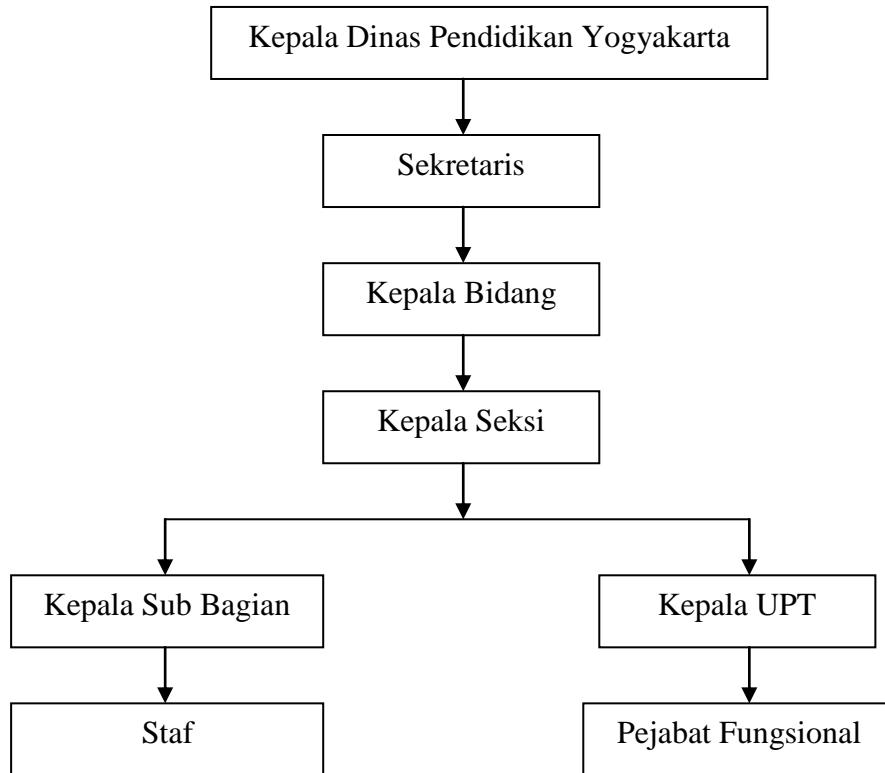 Kepala Dinas Pendidikan Yogyakarta
Sekretaris
Kepala Bidang
Kepala Seksi
Kepala Sub Bagian
Kepala UPT
Staf
Pejabat Fungsional